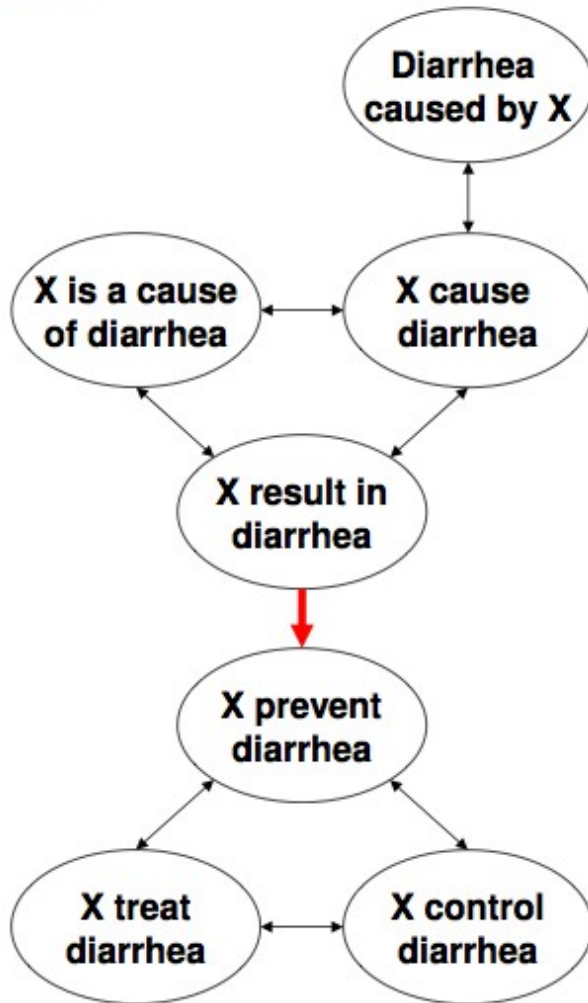 Diarrhea
caused by X
X is a cause
of diarrhea
X cause
diarrhea
X result in
diarrhea
X prevent
diarrhea
X treat
diarrhea
X control
diarrhea